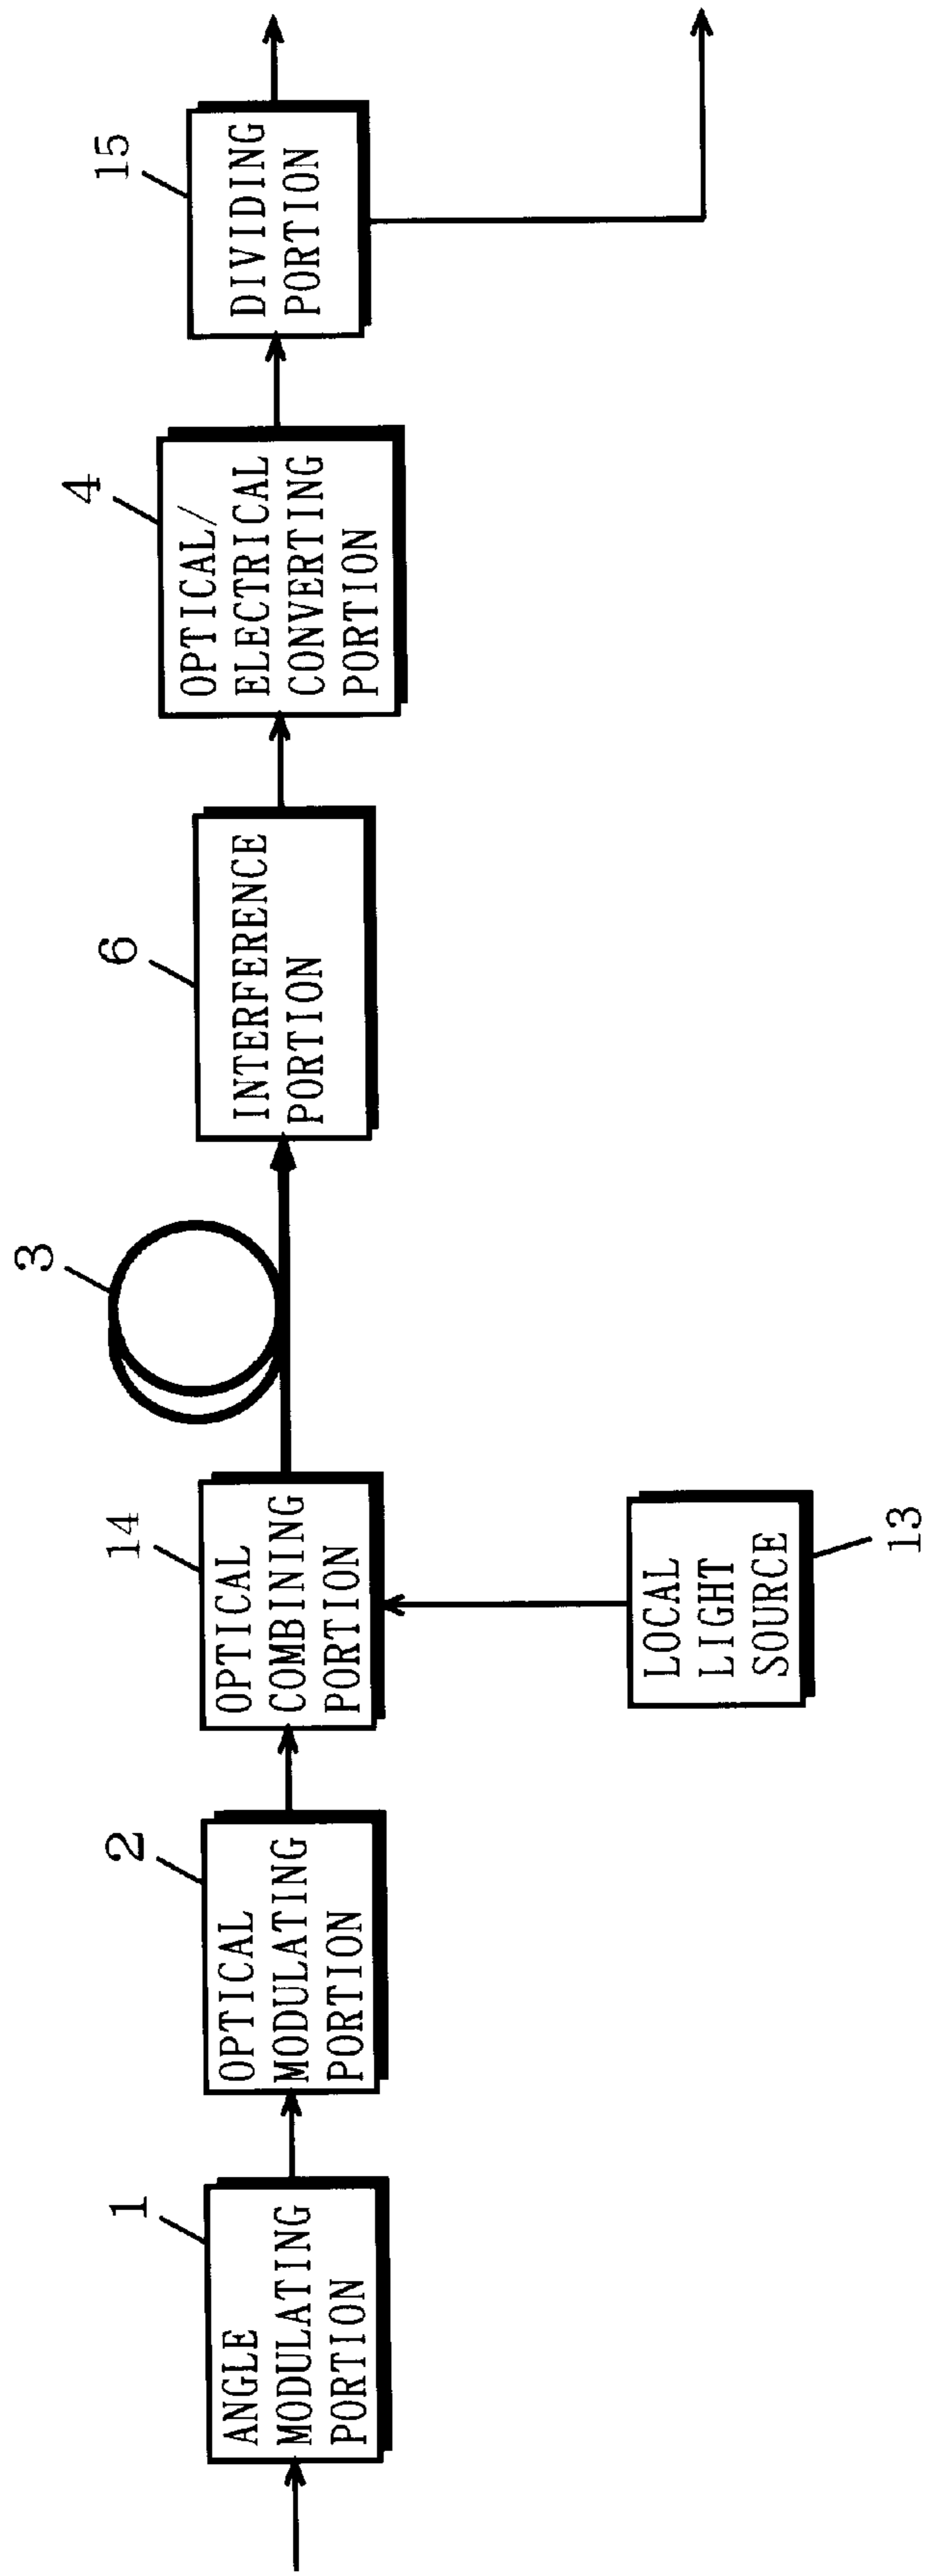 1
ANGLE
MODULATING
PORTION
2
OPTICAL
MODULATING
PORTION
14
OPTICAL
COMBINING
PORTION
LOCAL
LIGHT
SOURCE
13
3
6
INTERFERENCE
PORTION
4
OPTICAL/
ELECTRICAL
CONVERTING
PORTION
15
DIVIDING
PORTION